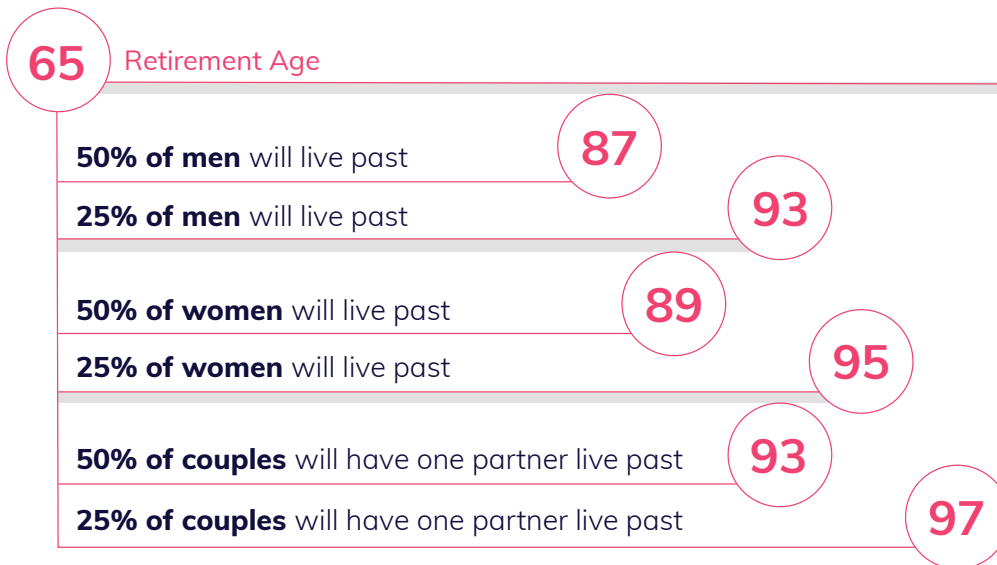 65 Retirement Age
50% of men will live past 87
25% of men will live past 93
50% of women will live past 89
25% of women will live past 95
50% of couples will have one partner live past 93
25% of couples will have one partner live past 97